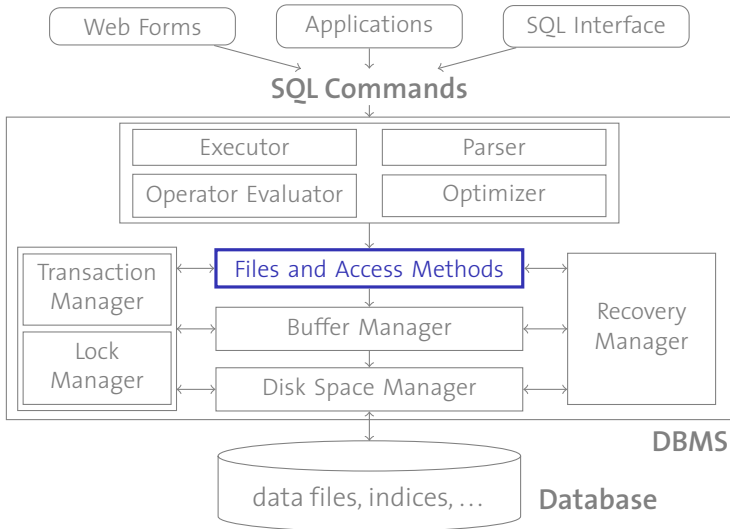 Web Forms
Applications
SQL Interface
SQL Commands
Executor
Parser
Operator Evaluator
Optimizer
Files and Access Methods
Transaction
Manager
Buffer Manager
Recovery
Manager
Lock
Manager
Disk Space Manager
DBMS
data files, indices, …
Database